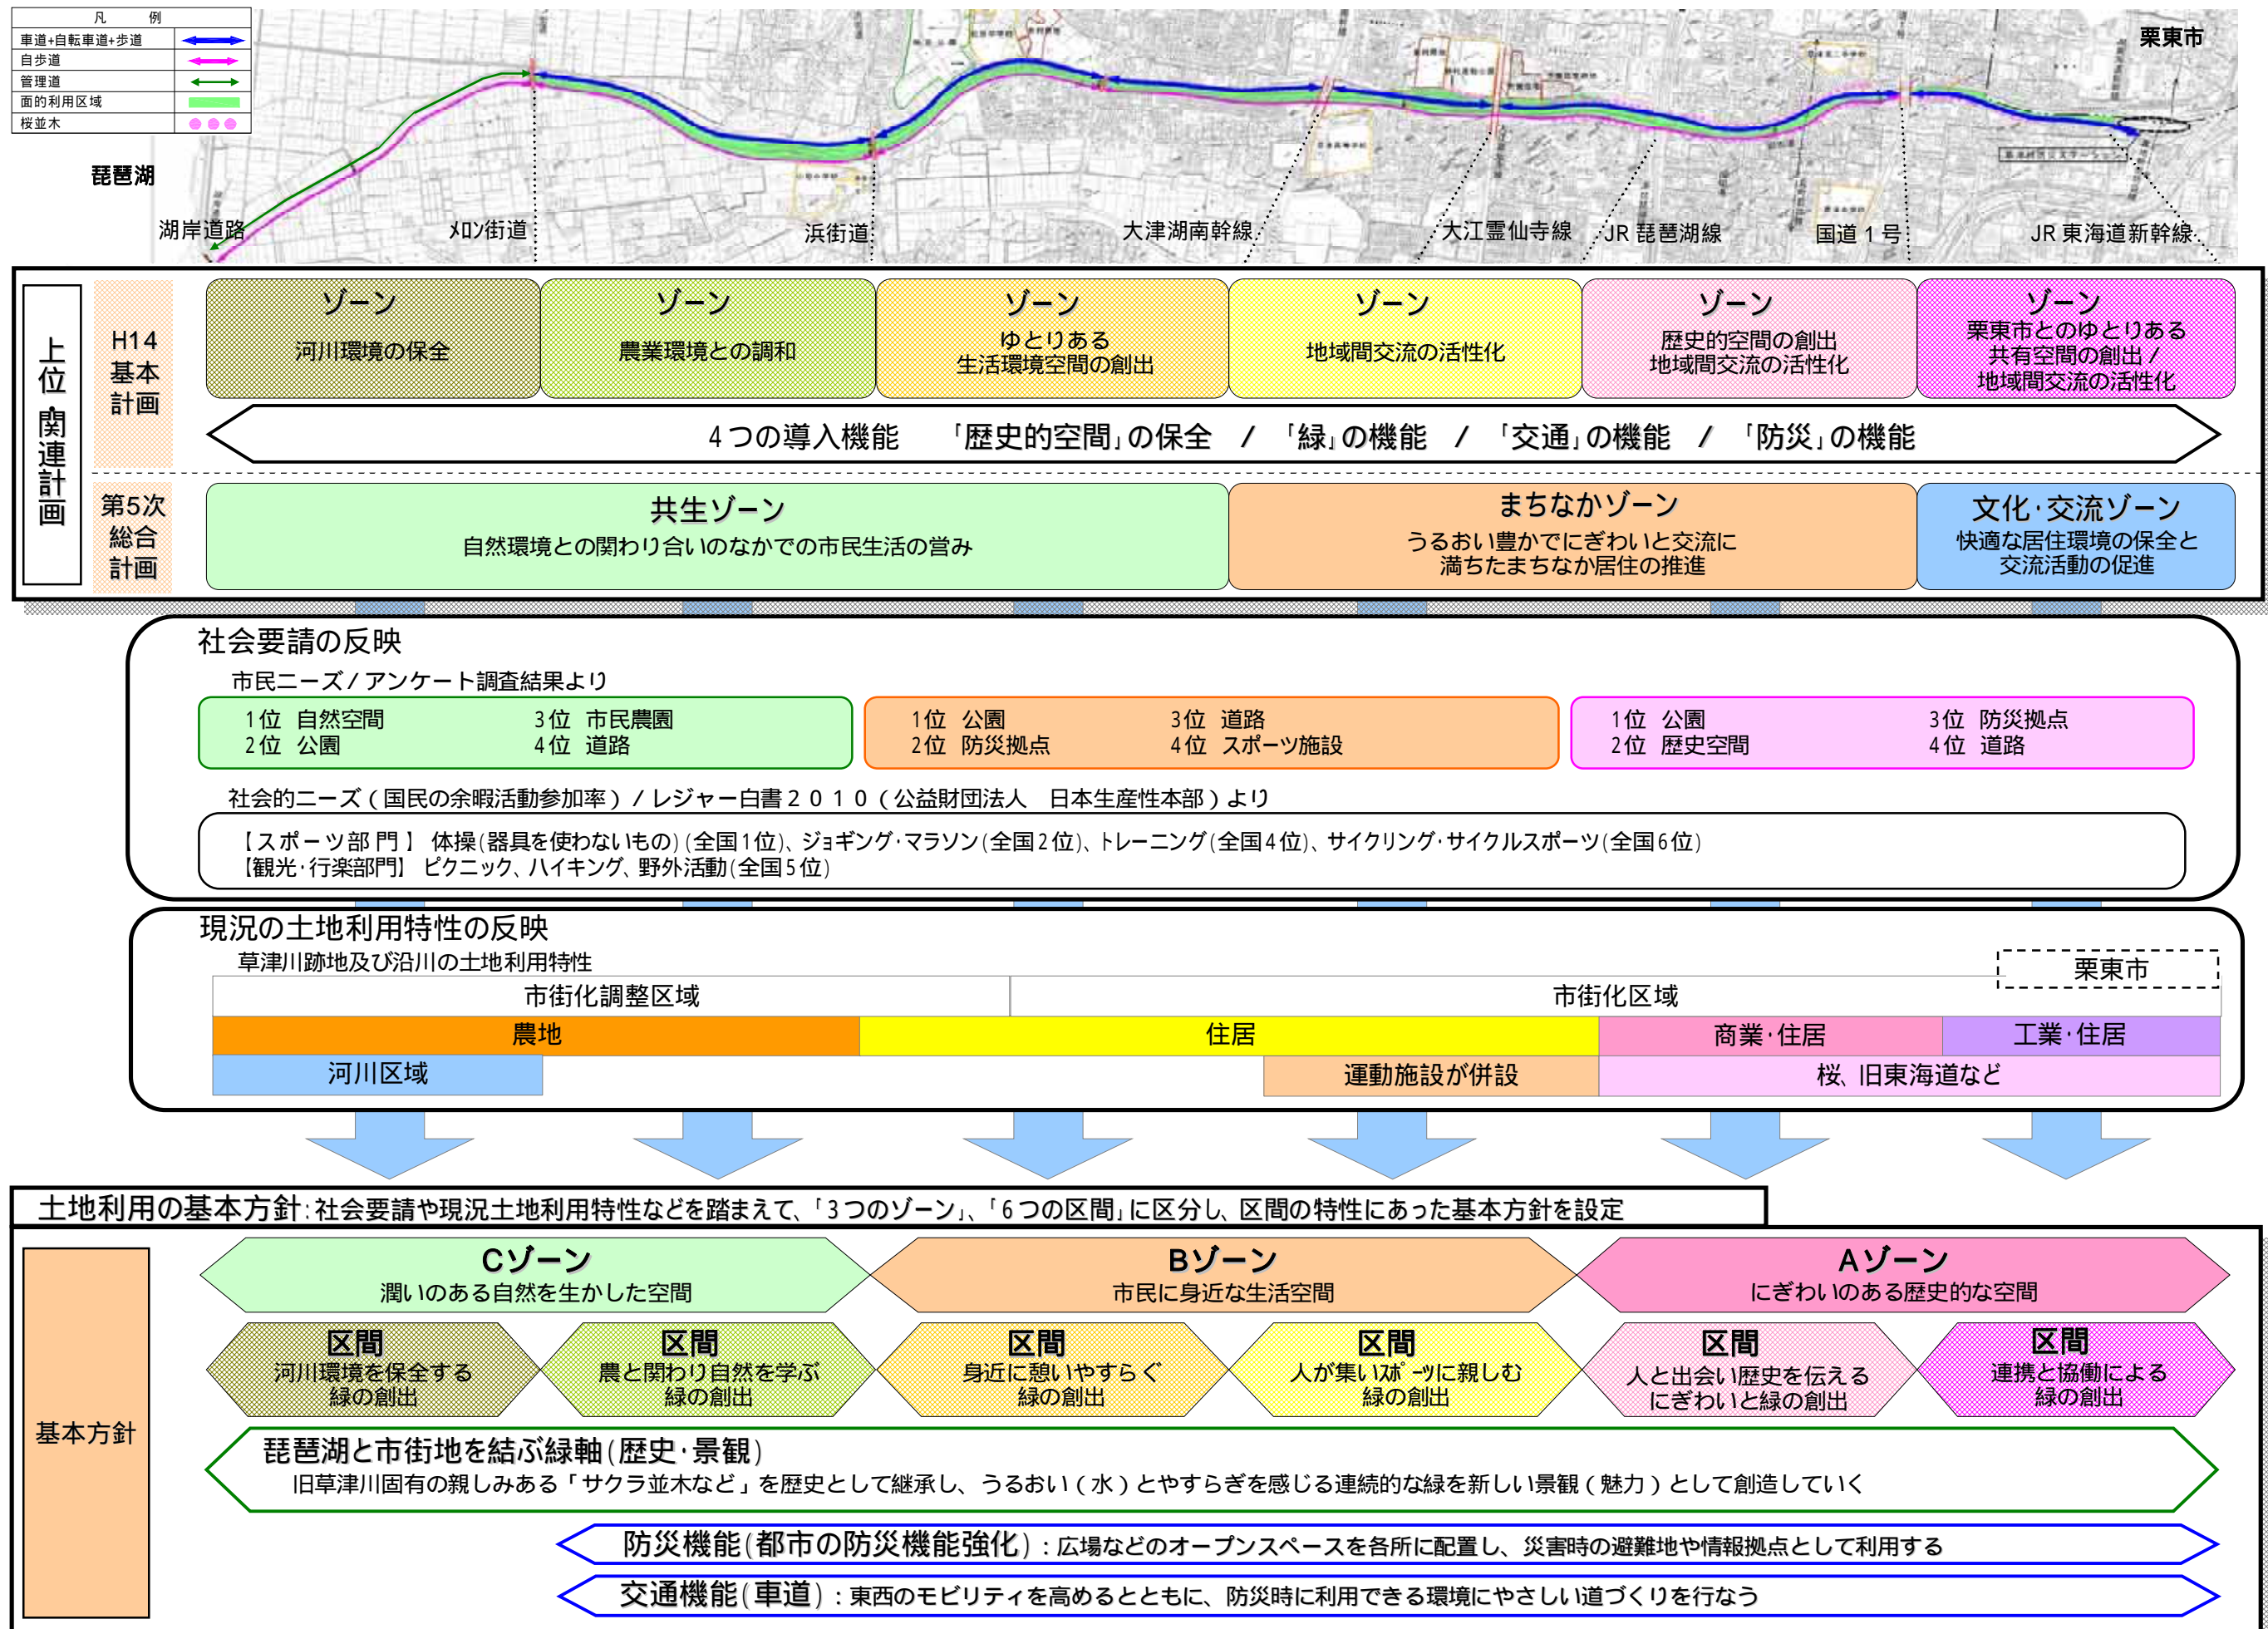 凡　例
車道+自転車道+歩道
自歩道
管理道
面的利用区域
桜並木
栗東市
琵琶湖
湖岸道路
ﾒﾛﾝ街道
浜街道
大津湖南幹線
大江霊仙寺線
JR琵琶湖線
国道1号
JR東海道新幹線
上位・関連計画
H14
基本
計画
ゾーン
河川環境の保全
ゾーン
農業環境との調和
ゾーン
ゆとりある
生活環境空間の創出
ゾーン
地域間交流の活性化
ゾーン
歴史的空間の創出
地域間交流の活性化
ゾーン
栗東市とのゆとりある
共有空間の創出/
地域間交流の活性化
4つの導入機能　「歴史的空間」の保全　/　「緑」の機能　/　「交通」の機能　/　「防災」の機能
第5次
総合
計画
共生ゾーン
自然環境との関わり合いのなかでの市民生活の営み
まちなかゾーン
うるおい豊かでにぎわいと交流に
満ちたまちなか居住の推進
文化・交流ゾーン
快適な居住環境の保全と
交流活動の促進
社会要請の反映
市民ニーズ/アンケート調査結果より
1位 自然空間　3位 市民農園
2位 公園　4位 道路
1位 公園　3位 道路
2位 防災拠点　4位 スポーツ施設
1位 公園　3位 防災拠点
2位 歴史空間　4位 道路
社会的ニーズ(国民の余暇活動参加率)/レジャー白書2010(公益財団法人　日本生産性本部)より
【スポーツ部門】体操(器具を使わないもの)(全国1位)、ジョギング・マラソン(全国2位)、トレーニング(全国4位)、サイクリング・サイクルスポーツ(全国6位)
【観光・行楽部門】ピクニック、ハイキング、野外活動(全国5位)
現況の土地利用特性の反映
草津川跡地及び沿川の土地利用特性
栗東市
市街化調整区域
市街化区域
農地
住居
商業・住居
工業・住居
河川区域
運動施設が併設
桜、旧東海道など
土地利用の基本方針:社会要請や現況土地利用特性などを踏まえて、「3つのゾーン」、「6つの区間」に区分し、区間の特性にあった基本方針を設定
基本方針
Cゾーン
潤いのある自然を生かした空間
Bゾーン
市民に身近な生活空間
Aゾーン
にぎわいのある歴史的な空間
区間
河川環境を保全する
緑の創出
区間
農と関わり自然を学ぶ
緑の創出
区間
身近に憩いやすらぐ
緑の創出
区間
人が集いｽﾎﾟｰﾂに親しむ
緑の創出
区間
人と出会い歴史を伝える
にぎわいと緑の創出
区間
連携と協働による
緑の創出
琵琶湖と市街地を結ぶ緑軸(歴史・景観)
旧草津川固有の親しみある「サクラ並木など」を歴史として継承し、うるおい(水)とやすらぎを感じる連続的な緑を新しい景観(魅力)として創造していく
防災機能(都市の防災機能強化):広場などのオープンスペースを各所に配置し、災害時の避難地や情報拠点として利用する
交通機能(車道):東西のモビリティを高めるとともに、防災時に利用できる環境にやさしい道づくりを行なう